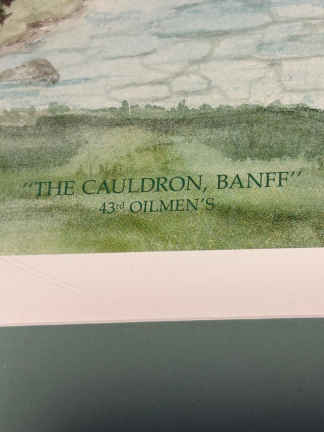 "THE CAULDRON, BANFF"
43rd OILMEN'S